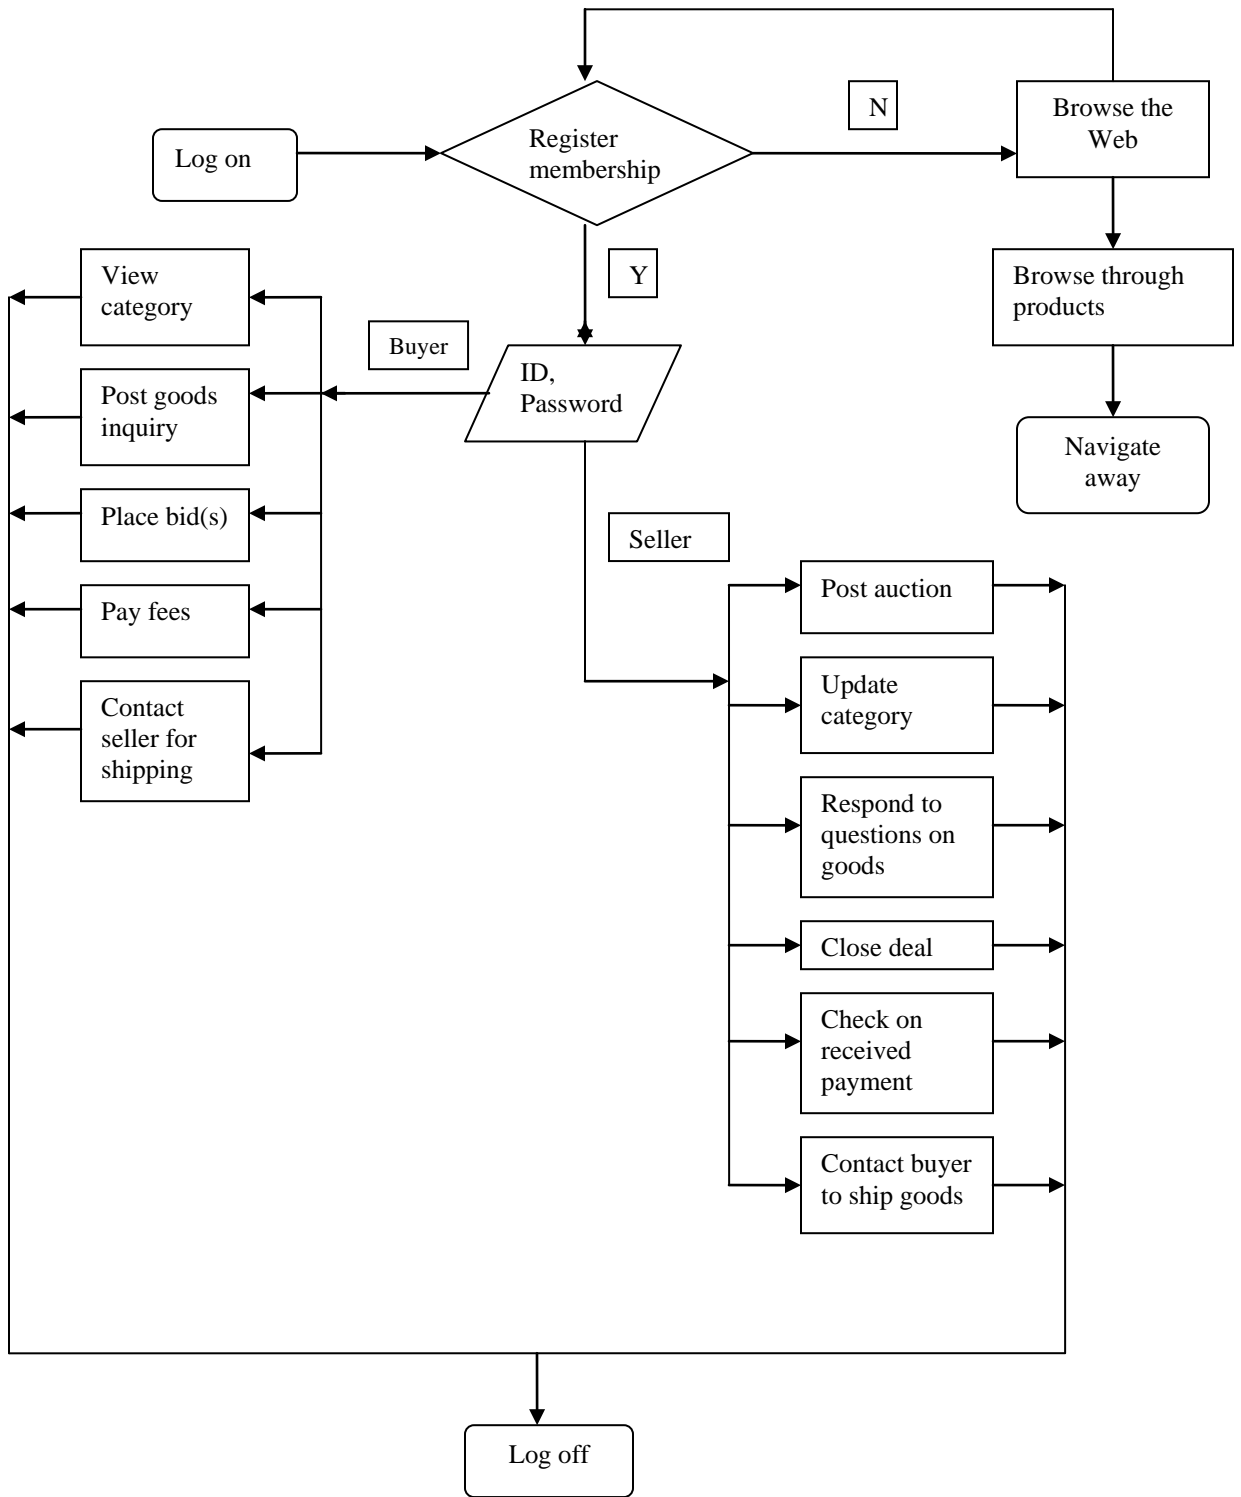 Log on
Register
membership
N
Browse the
Web
Y
Browse through
products
Navigate
away
Buyer
ID,
Password
View
category
Post goods
inquiry
Place bid(s)
Pay fees
Contact
seller for
shipping
Seller
Post auction
Update
category
Respond to
questions on
goods
Close deal
Check on
received
payment
Contact buyer
to ship goods
Log off